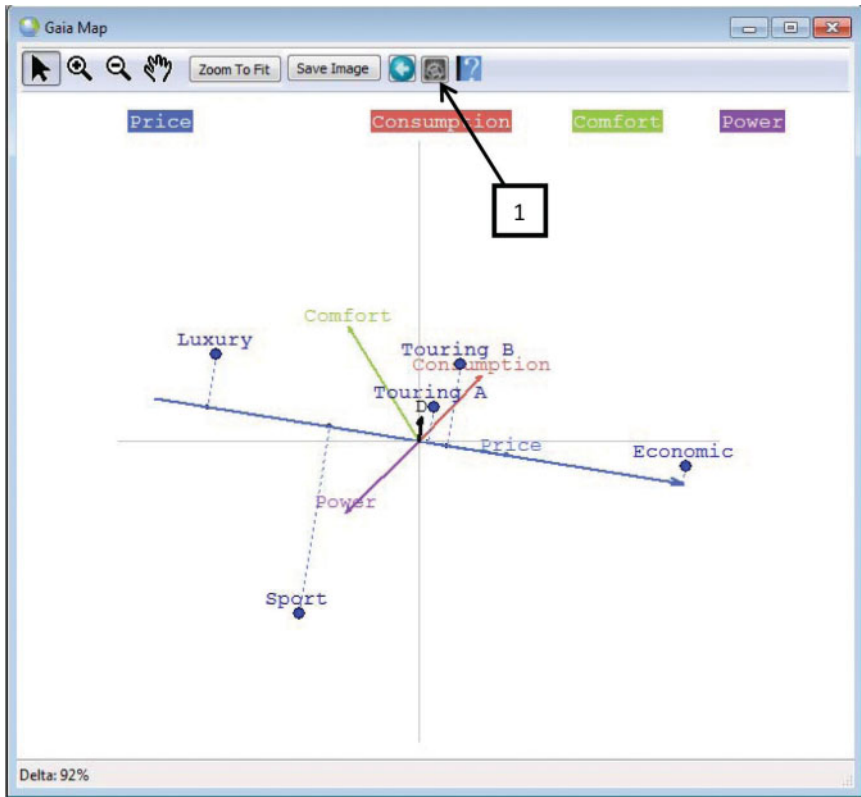 Gaia Map
Zoom To Fit Save Image ?
Price Consumption Comfort Power
1
Comfort
Luxury
Touring B
Consumption
Touring A
D
Price
Economic
Power
Sport
Delta: 92%